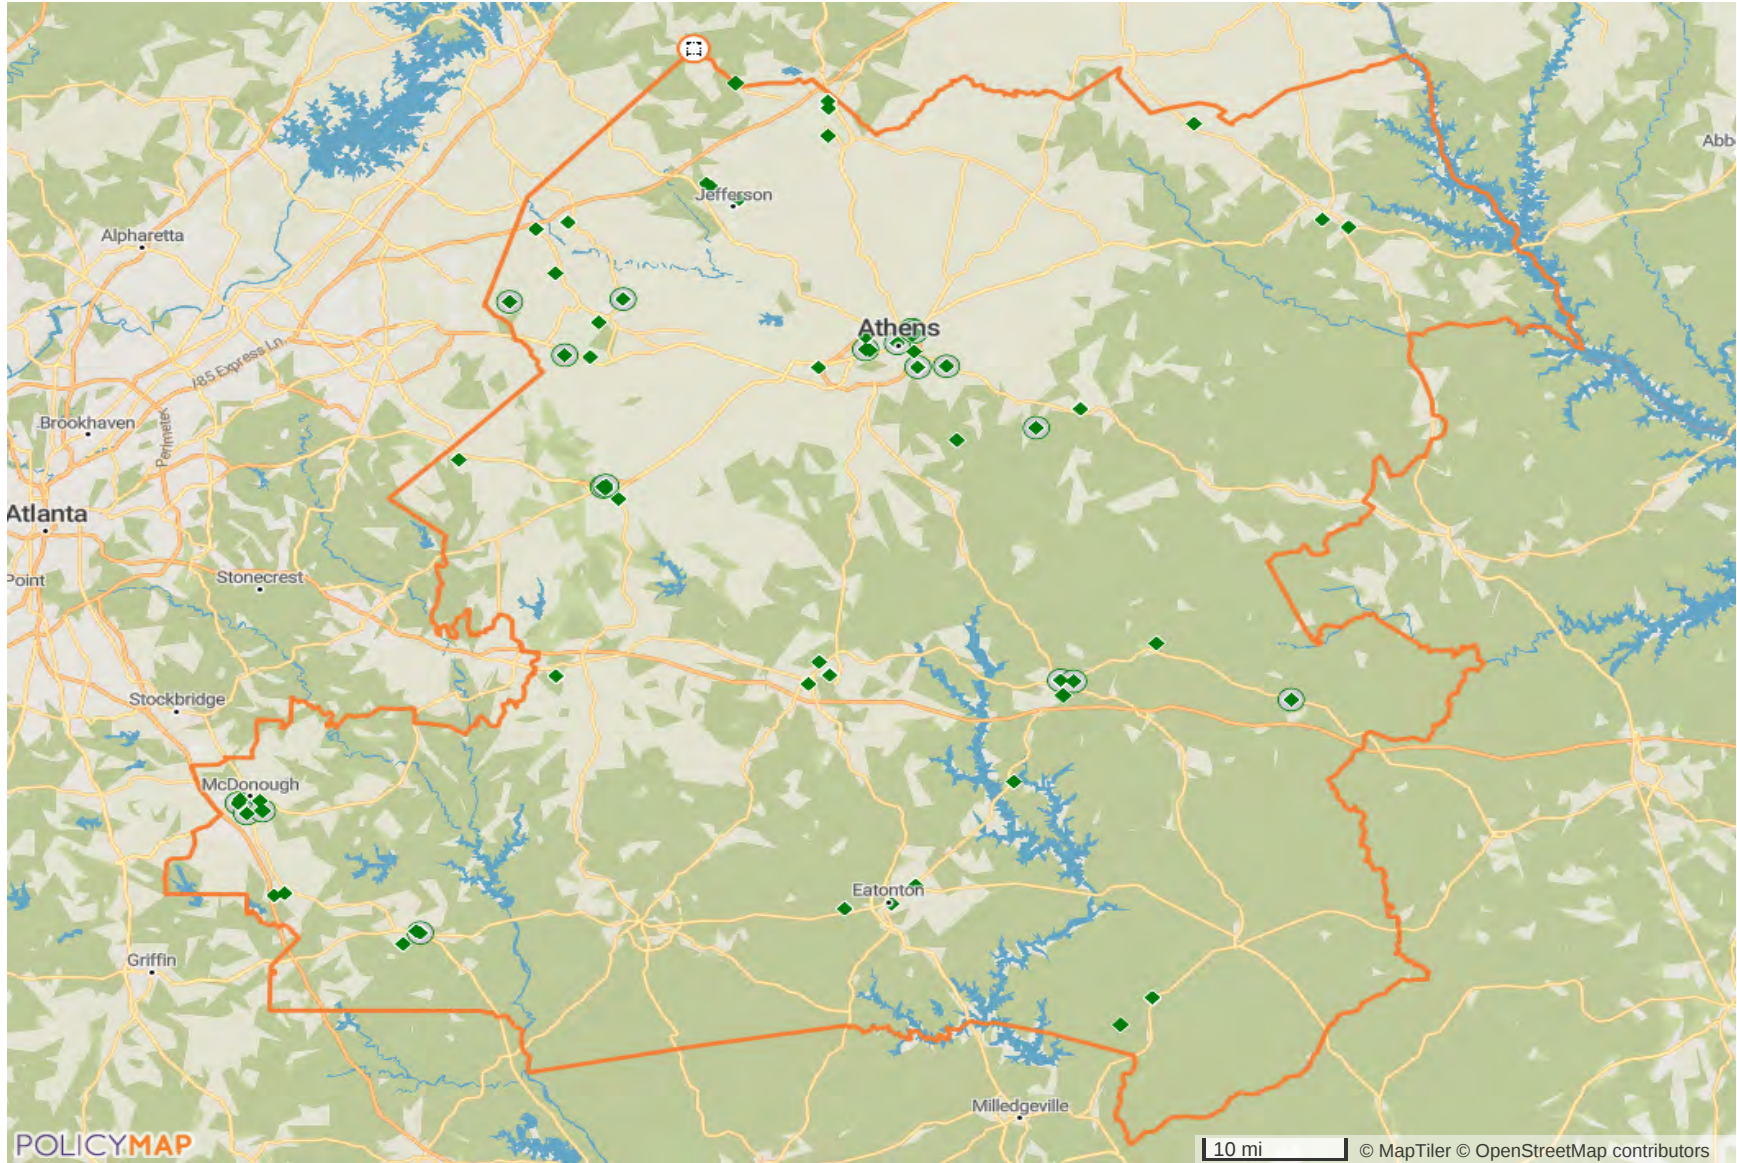 Abb
Jefferson
Alpharetta
Athens
I85 Express Ln.
Brookhaven
Perimeter
Atlanta
Point
Stonecrest
Stockbridge
McDonough
Eatonton
Griffin
Milledgeville
POLICYMAP
10 mi
© MapTiler © OpenStreetMap contributors